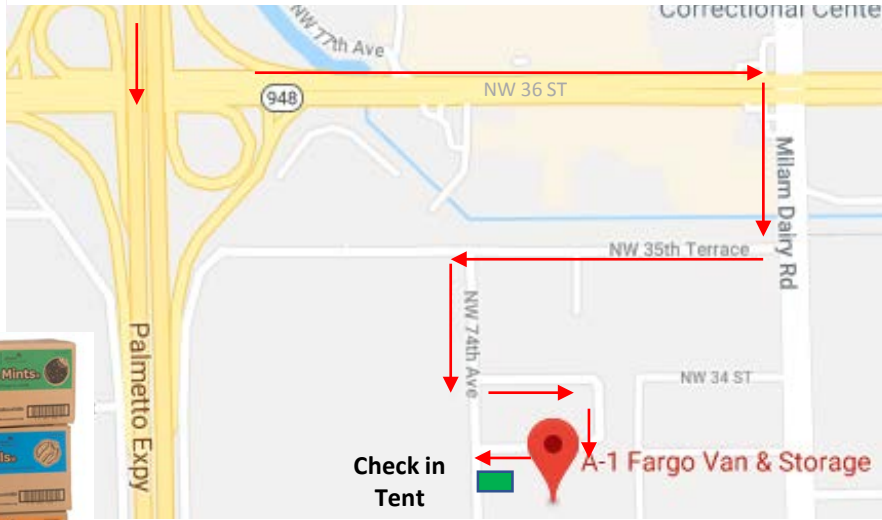 Correctional Cente
NW 77th Ave
NW 36 ST
948
Milam Dairy Rd
NW 35th Terrace
Palmetto Expy
NW 74th Ave
NW 34 ST
Mints
ls
Check in
Tent
A-1 Fargo Van & Storage